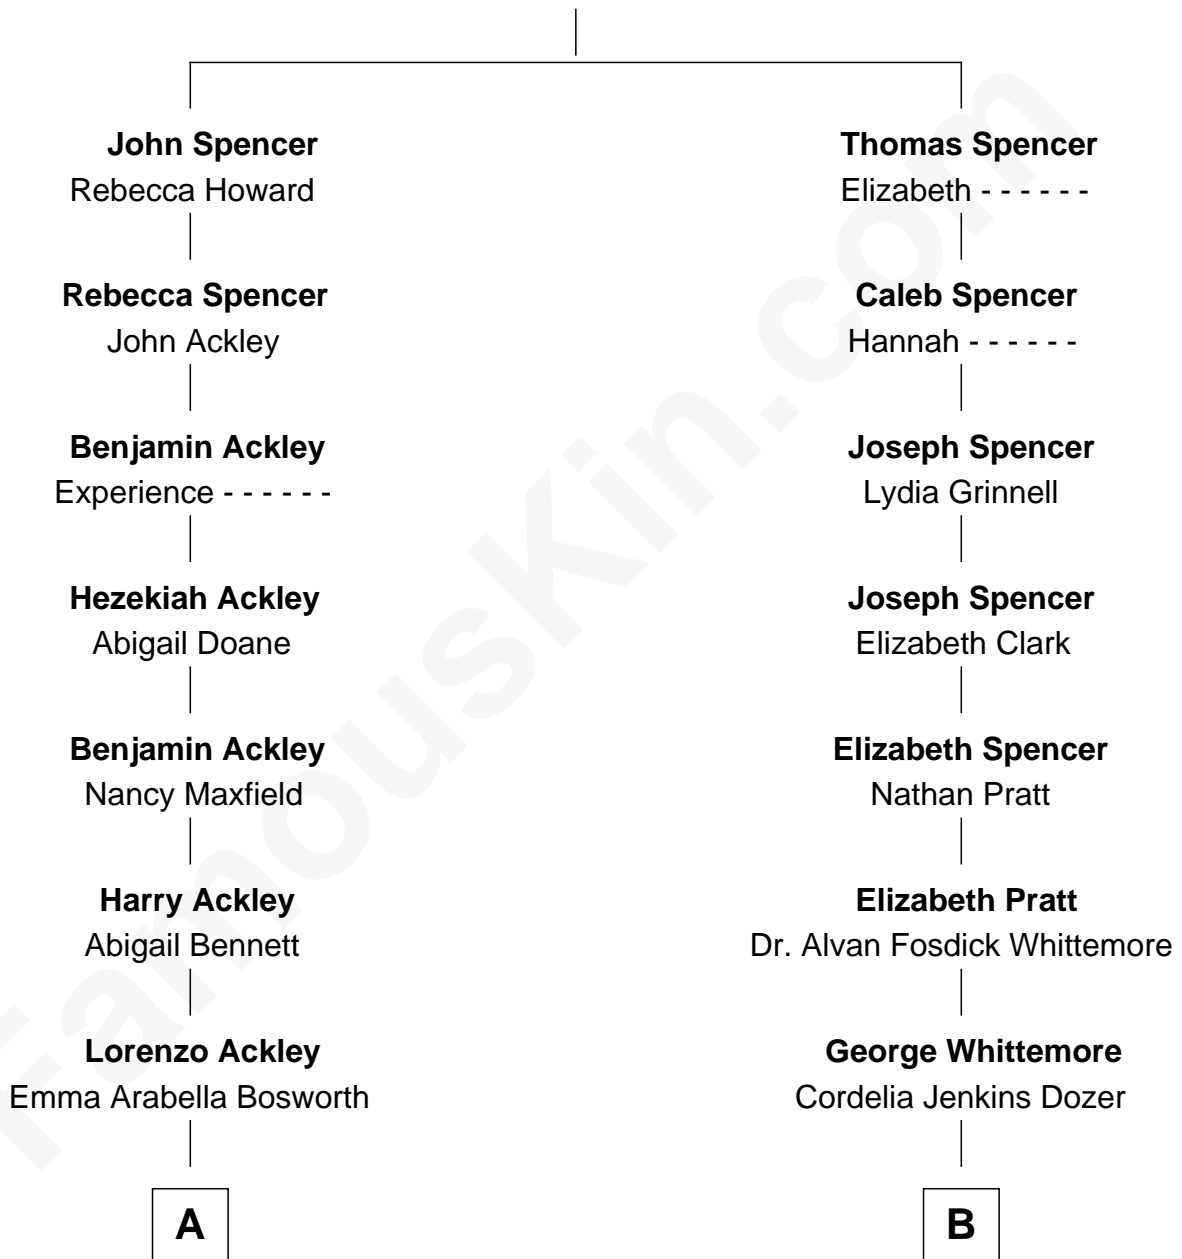 John Spencer
Rebecca Howard
Thomas Spencer
Elizabeth - - - - - -
Rebecca Spencer
John Ackley
Caleb Spencer
Hannah - - - - - -
Benjamin Ackley
Experience - - - - - -
Joseph Spencer
Lydia Grinnell
Hezekiah Ackley
Abigail Doane
Joseph Spencer
Elizabeth Clark
Benjamin Ackley
Nancy Maxfield
Elizabeth Spencer
Nathan Pratt
Harry Ackley
Abigail Bennett
Elizabeth Pratt
Dr. Alvan Fosdick Whittemore
Lorenzo Ackley
Emma Arabella Bosworth
George Whittemore
Cordelia Jenkins Dozer
A
B
FamousKin.com